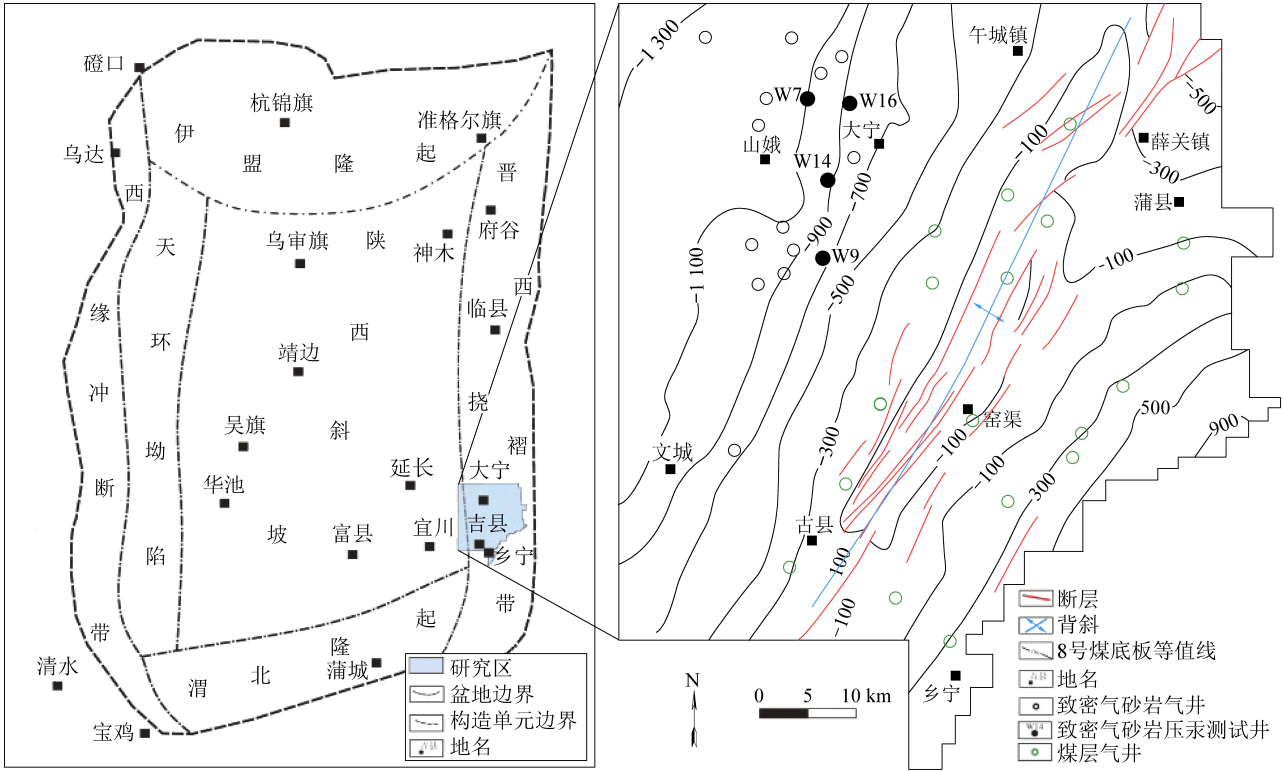 磴口
杭锦旗
准格尔旗
伊盟隆起
乌达
晋西挠褶带
西缘冲断带
府谷
天环坳陷
乌审旗
陕西斜坡
神木
临县
靖边
吴旗
延长
大宁
华池
富县
宜川
吉县
乡宁
渭北隆起
蒲城
清水
宝鸡
研究区
盆地边界
构造单元边界
地名
-1 300
午城镇
W7
W16
大宁
山娥
-100
-500
薛关镇
-300
W14
-700
蒲县
-900
W9
-100
-1 100
-500
窑渠
500
900
-300
-100
-100
文城
300
古县
100
-100
乡宁
N
0 5 10 km
断层
背斜
8号煤底板等值线
地名
致密气砂岩气井
W14
致密气砂岩压汞测试井
煤层气井